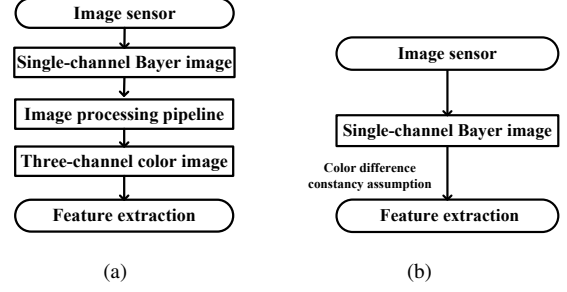 Image sensor
Single-channel Bayer image
Image processing pipeline
Three-channel color image
Feature extraction
(a)
Image sensor
Single-channel Bayer image
Color difference
constancy assumption
Feature extraction
(b)